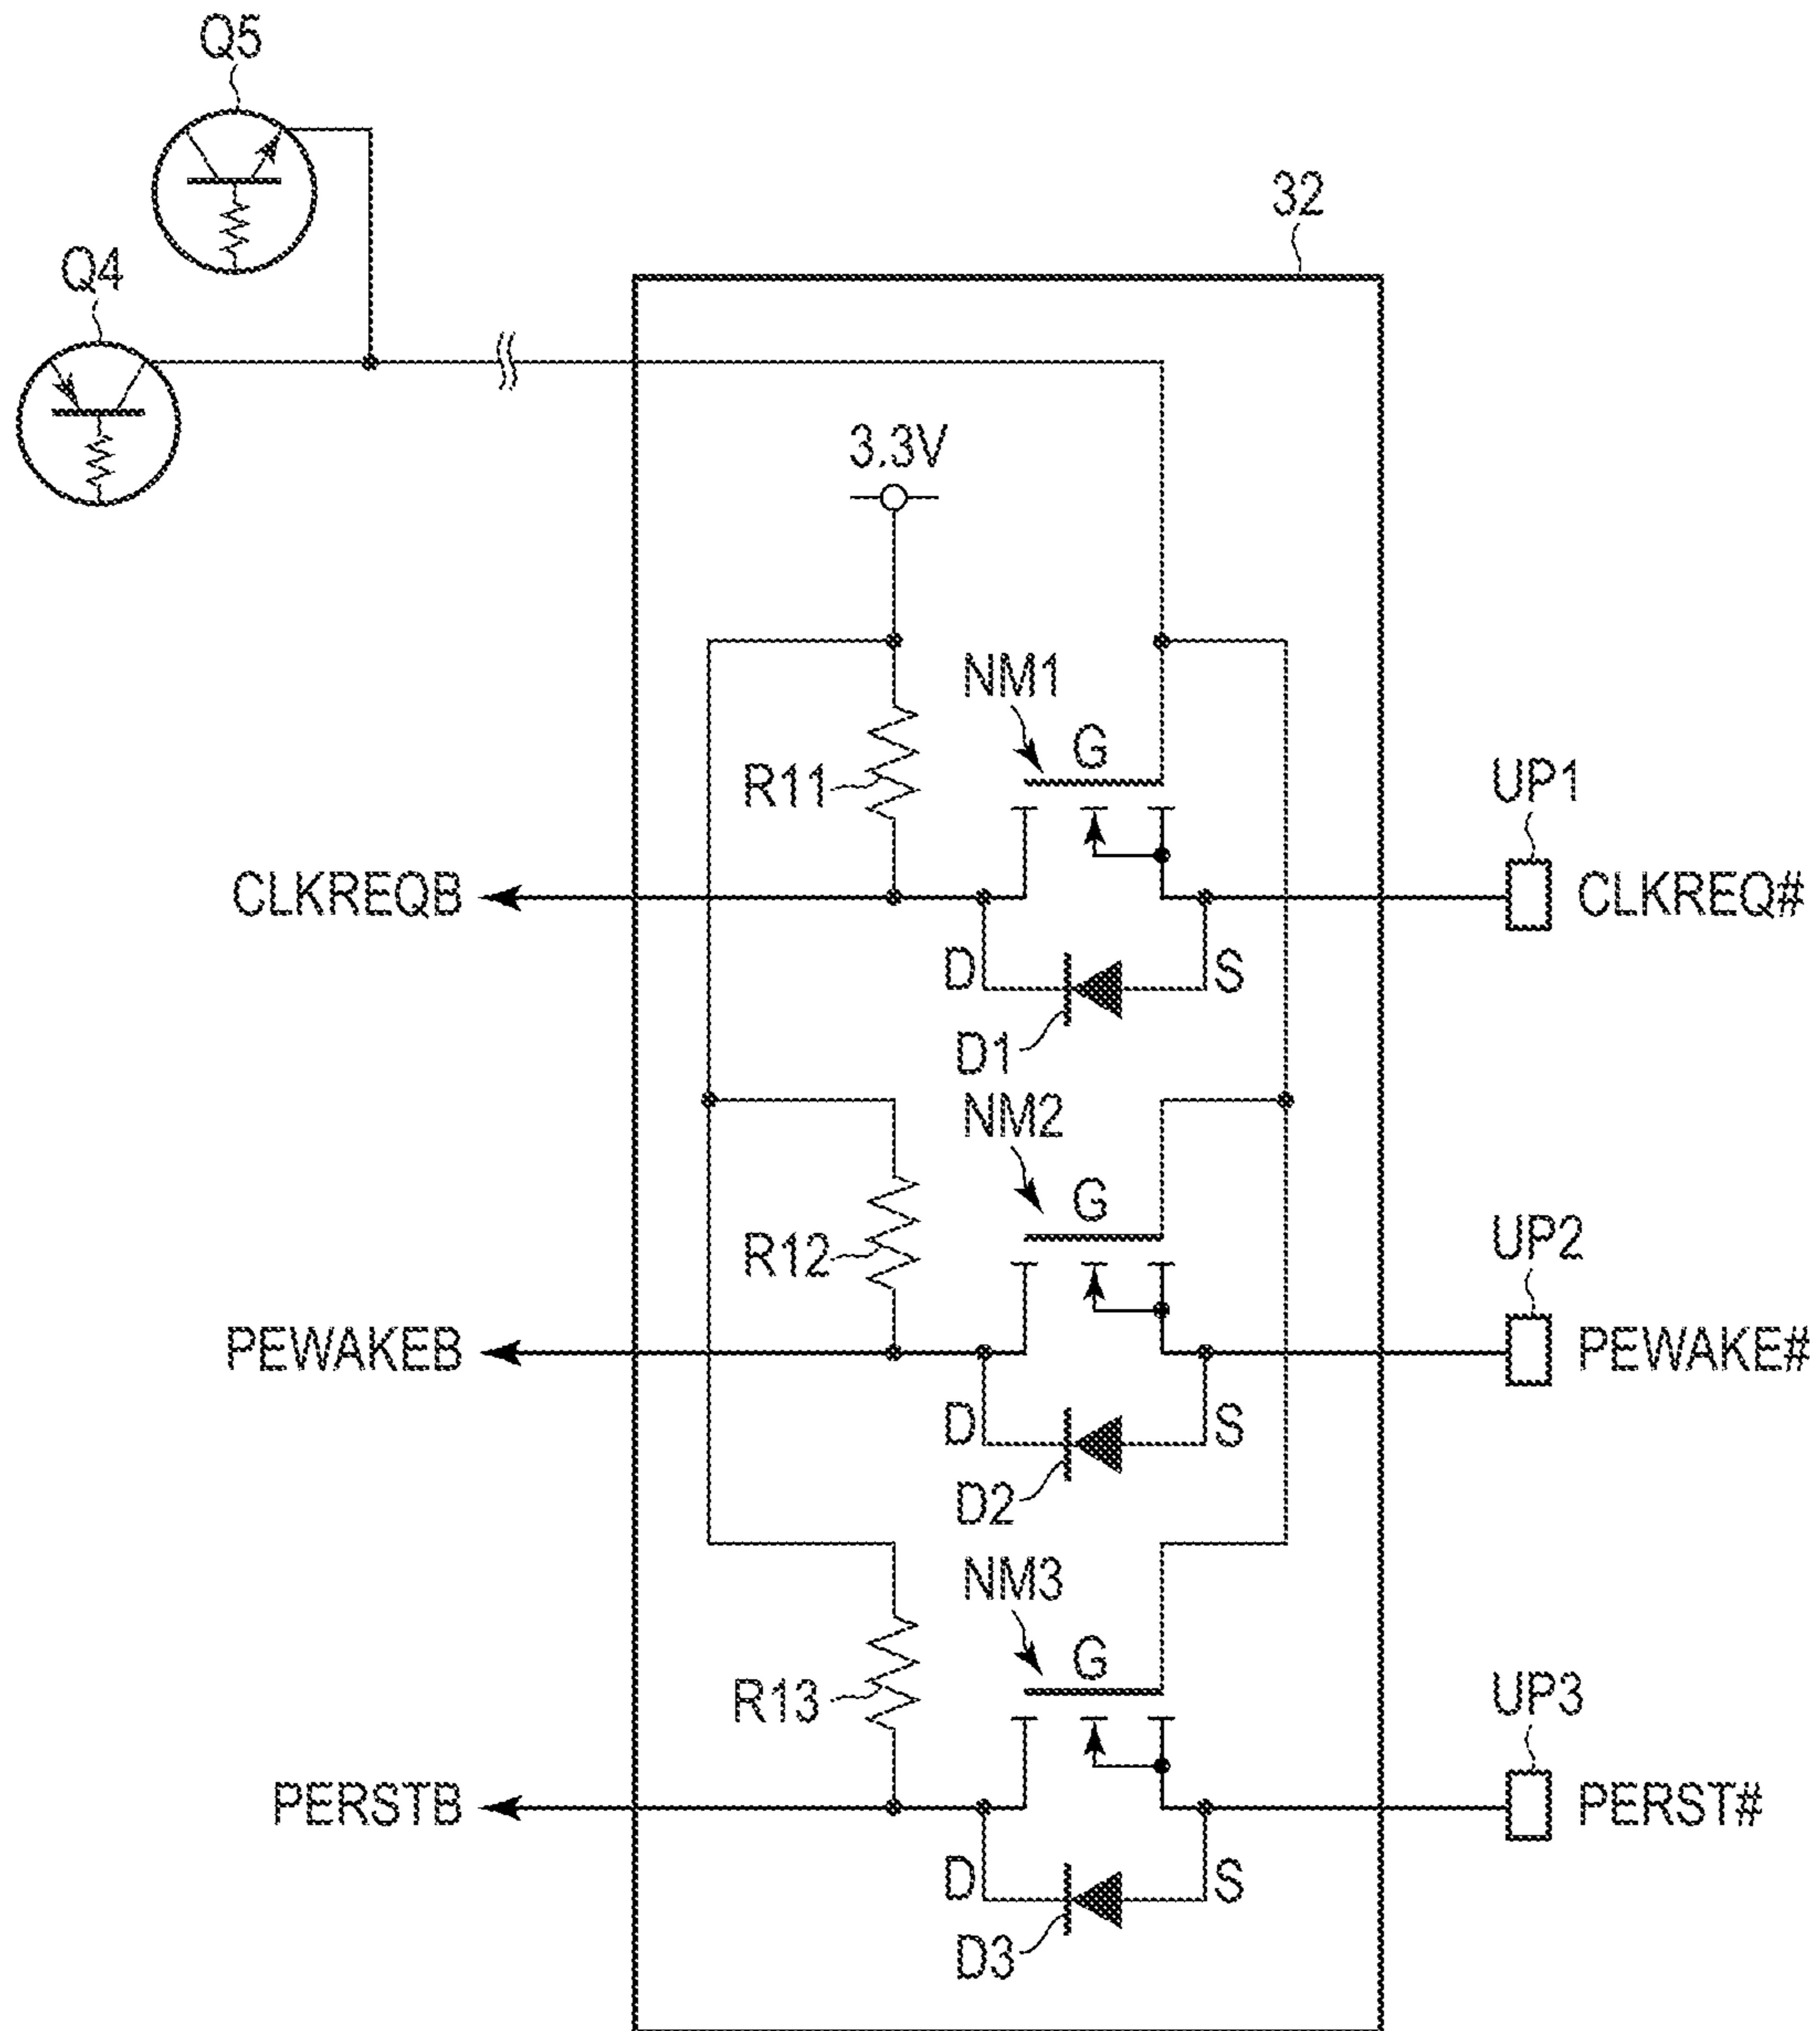 Q5
Q4
32
3.3V
NM1
G
R11
UP1
CLKREQB
CLKREQ#
D
S
D1
NM2
G
R12
UP2
PEWAKEB
PEWAKE#
D
S
D2
NM3
G
R13
UP3
PERSTB
PERST#
D
S
D3